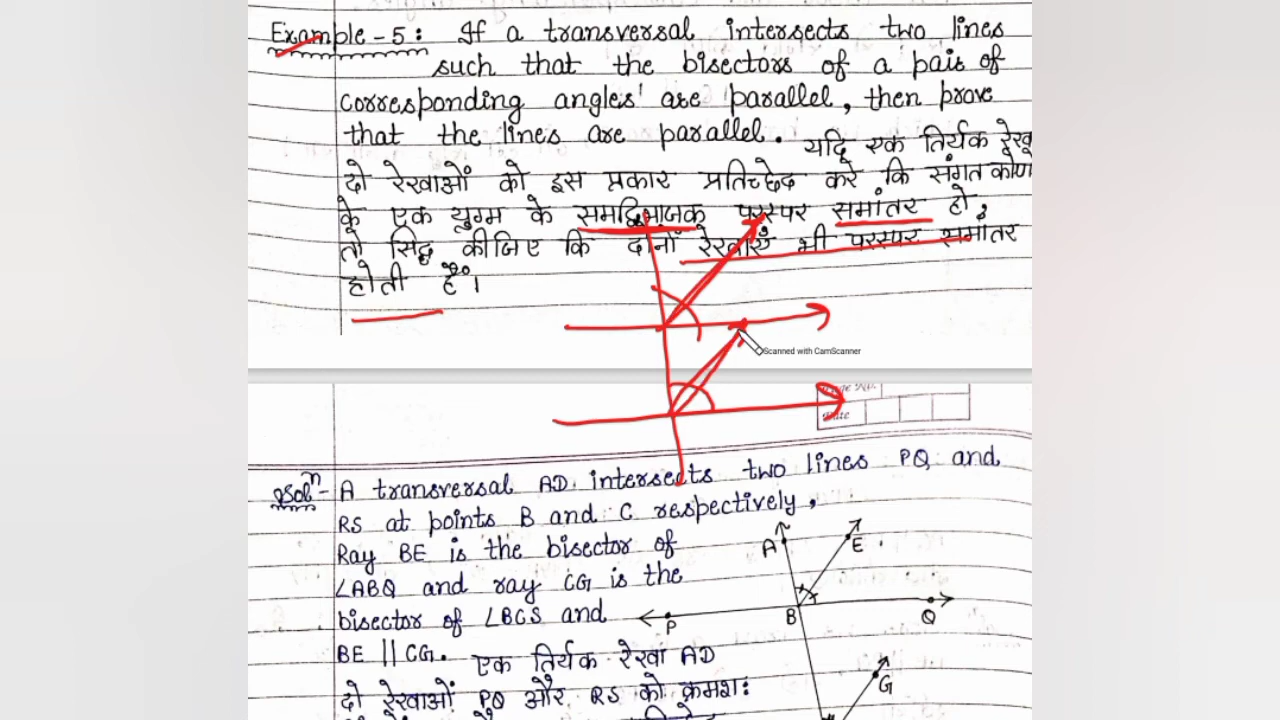 Example-5: If a transversal intersects two lines
such that the bisectors of a pair of
corresponding angles' are parallel, then prove
that the lines are parallel. यदि एक तिर्यक रेखा
दो रेखाओं को इस प्रकार प्रतिच्छेद करे कि संगत कोण
के एक युग्म के समद्विभाजक परस्पर समांतर हो,
तो सिद्ध कीजिए कि दोनों रेखाएँ भी परस्पर समांतर
होती हैं।
Scanned with CamScanner
Date
Solⁿ- A transversal AD intersects two lines PQ and
RS at points B and C respectively,
Ray BE is the bisector of
∠ABQ and ray CG is the
bisector of ∠BCS and
BE || CG. एक तिर्यक रेखा AD
दो रेखाओं PQ और RS को क्रमशः
A
E
P
B
Q
G